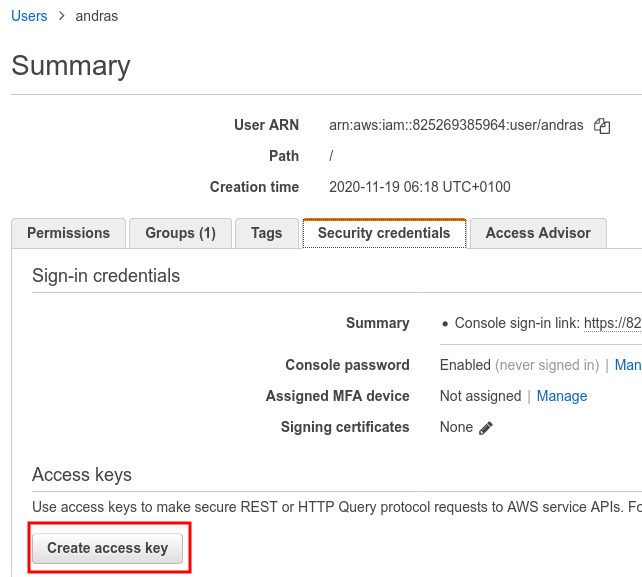 Users > andras
Summary
User ARN arn:aws:iam::825269385964:user/andras
Path /
Creation time 2020-11-19 06:18 UTC+0100
Permissions Groups (1) Tags Security credentials Access Advisor
Sign-in credentials
Summary • Console sign-in link: https://82
Console password Enabled (never signed in) | Man
Assigned MFA device Not assigned | Manage
Signing certificates None
Access keys
Use access keys to make secure REST or HTTP Query protocol requests to AWS service APIs. Fo
Create access key